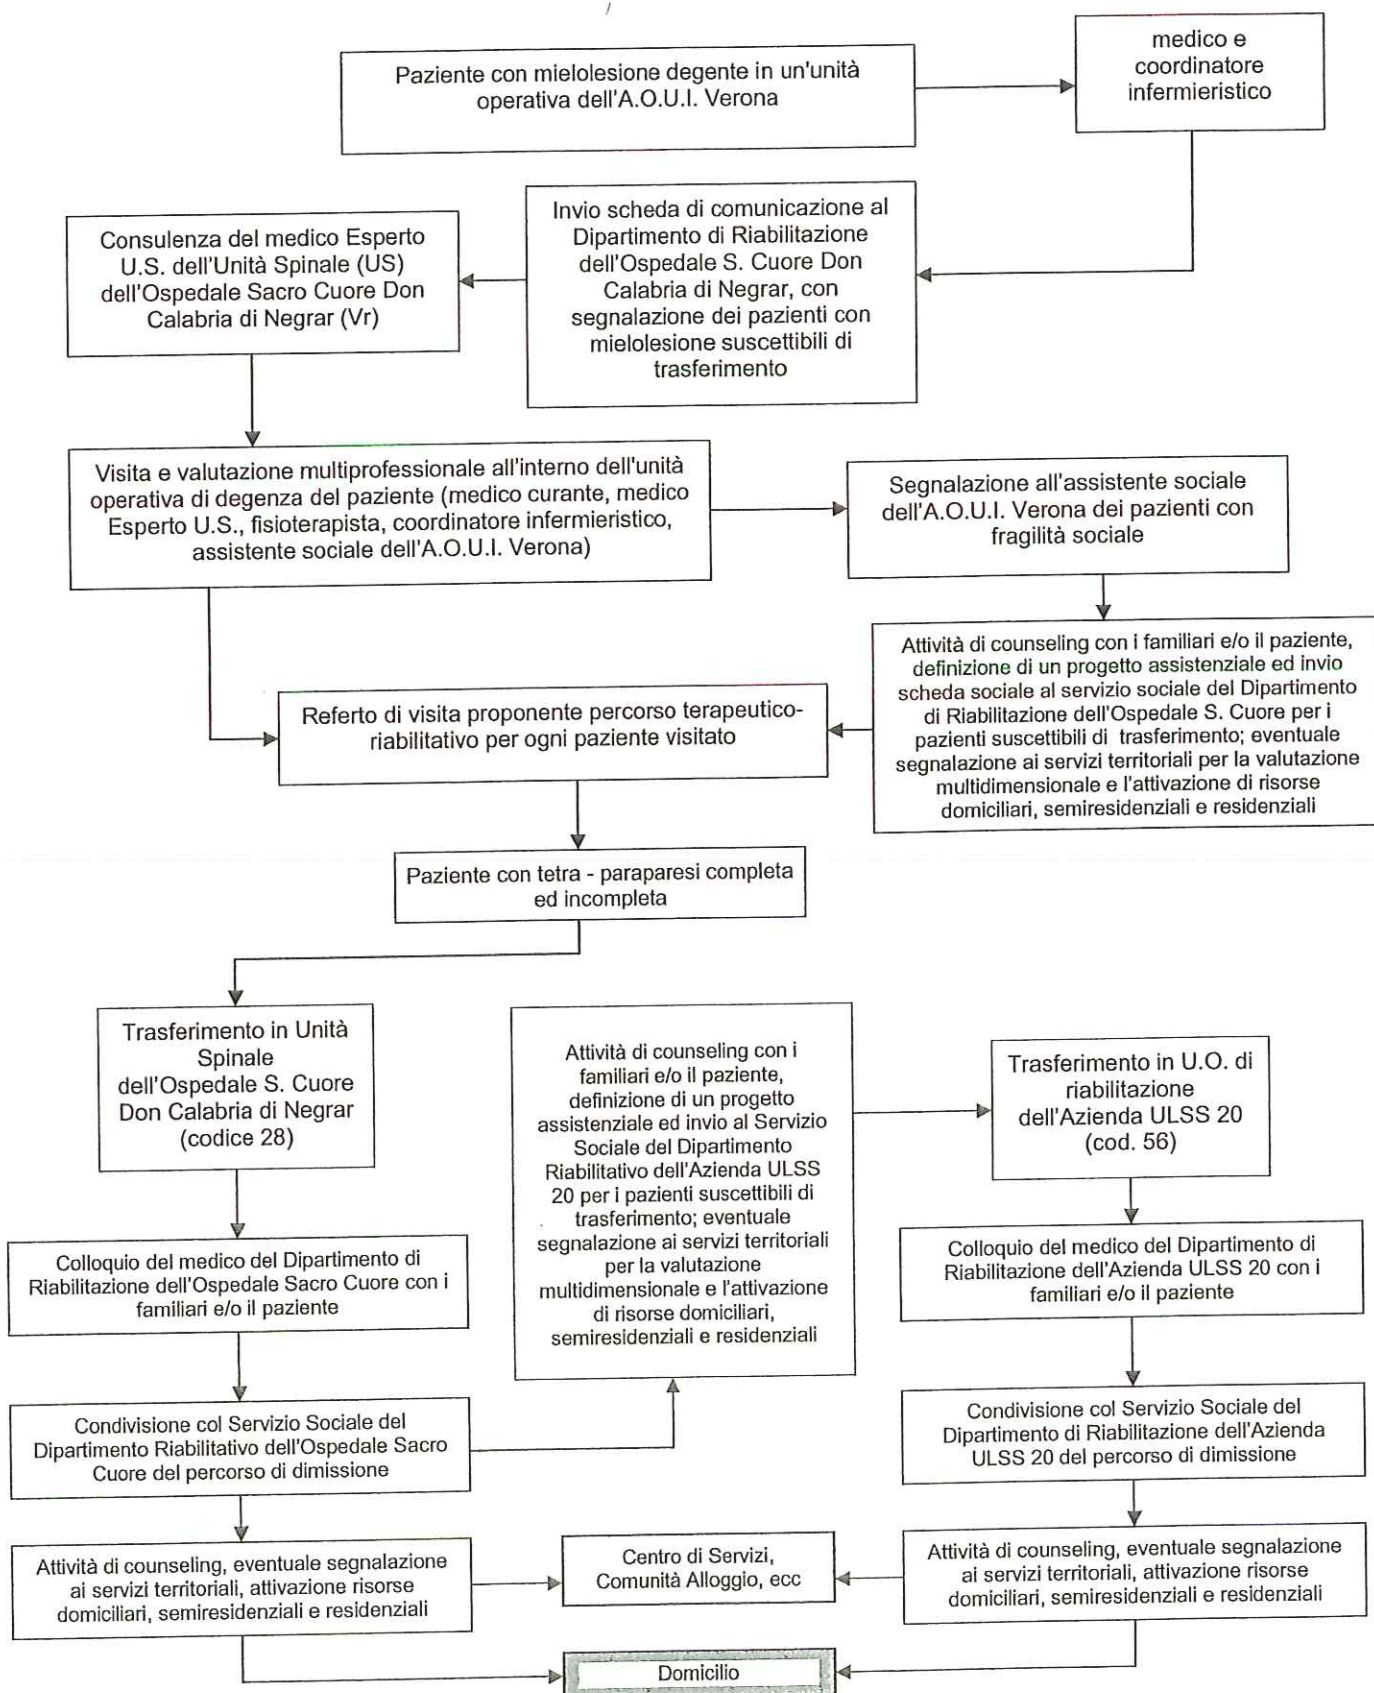 Paziente con mielolesione degente in un'unità
operativa dell'A.O.U.I. Verona
medico e
coordinatore
infermieristico
Invio scheda di comunicazione al
Dipartimento di Riabilitazione
dell'Ospedale S. Cuore Don
Calabria di Negrar, con
segnalazione dei pazienti con
mielolesione suscettibili di
trasferimento
Consulenza del medico Esperto
U.S. dell'Unità Spinale (US)
dell'Ospedale Sacro Cuore Don
Calabria di Negrar (Vr)
Visita e valutazione multiprofessionale all'interno dell'unità
operativa di degenza del paziente (medico curante, medico
Esperto U.S., fisioterapista, coordinatore infermieristico,
assistente sociale dell'A.O.U.I. Verona)
Segnalazione all'assistente sociale
dell'A.O.U.I. Verona dei pazienti con
fragilità sociale
Attività di counseling con i familiari e/o il paziente,
definizione di un progetto assistenziale ed invio
scheda sociale al servizio sociale del Dipartimento
di Riabilitazione dell'Ospedale S. Cuore per i
pazienti suscettibili di trasferimento; eventuale
segnalazione ai servizi territoriali per la valutazione
multidimensionale e l'attivazione di risorse
domiciliari, semiresidenziali e residenziali
Referto di visita proponente percorso terapeutico-
riabilitativo per ogni paziente visitato
Paziente con tetra - paraparesi completa
ed incompleta
Trasferimento in Unità
Spinale
dell'Ospedale S. Cuore
Don Calabria di Negrar
(codice 28)
Attività di counseling con i
familiari e/o il paziente,
definizione di un progetto
assistenziale ed invio al Servizio
Sociale del Dipartimento
Riabilitativo dell'Azienda ULSS
20 per i pazienti suscettibili di
trasferimento; eventuale
segnalazione ai servizi territoriali
per la valutazione
multidimensionale e l'attivazione
di risorse domiciliari,
semiresidenziali e residenziali
Trasferimento in U.O. di
riabilitazione
dell'Azienda ULSS 20
(cod. 56)
Colloquio del medico del Dipartimento di
Riabilitazione dell'Ospedale Sacro Cuore con i
familiari e/o il paziente
Colloquio del medico del Dipartimento di
Riabilitazione dell'Azienda ULSS 20 con i
familiari e/o il paziente
Condivisione col Servizio Sociale del
Dipartimento Riabilitativo dell'Ospedale Sacro
Cuore del percorso di dimissione
Condivisione col Servizio Sociale del
Dipartimento di Riabilitazione dell'Azienda
ULSS 20 del percorso di dimissione
Attività di counseling, eventuale segnalazione
ai servizi territoriali, attivazione risorse
domiciliari, semiresidenziali e residenziali
Centro di Servizi,
Comunità Alloggio, ecc
Attività di counseling, eventuale segnalazione
ai servizi territoriali, attivazione risorse
domiciliari, semiresidenziali e residenziali
Domicilio